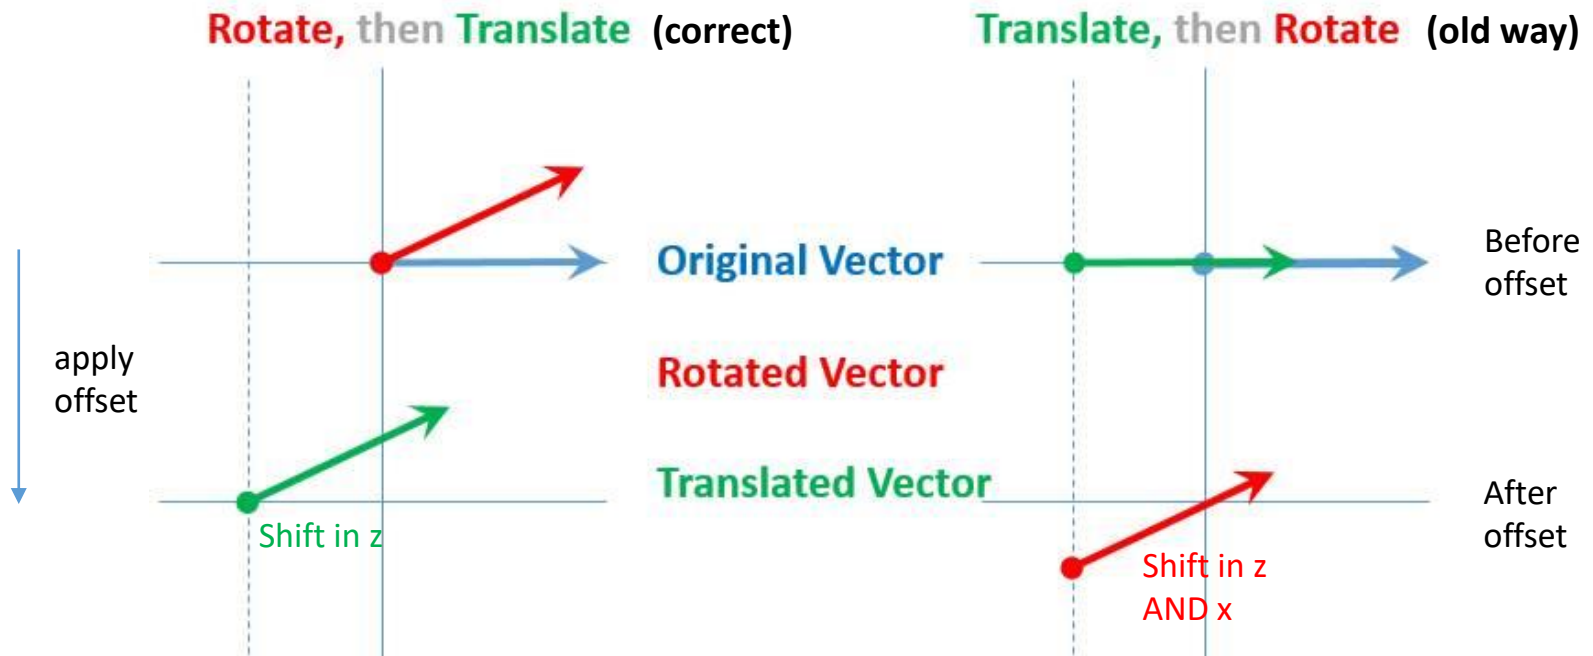 Rotate, then Translate (correct)
Translate, then Rotate (old way)
Original Vector
Before
offset
apply
offset
Rotated Vector
Translated Vector
After
offset
Shift in z
Shift in z
AND x